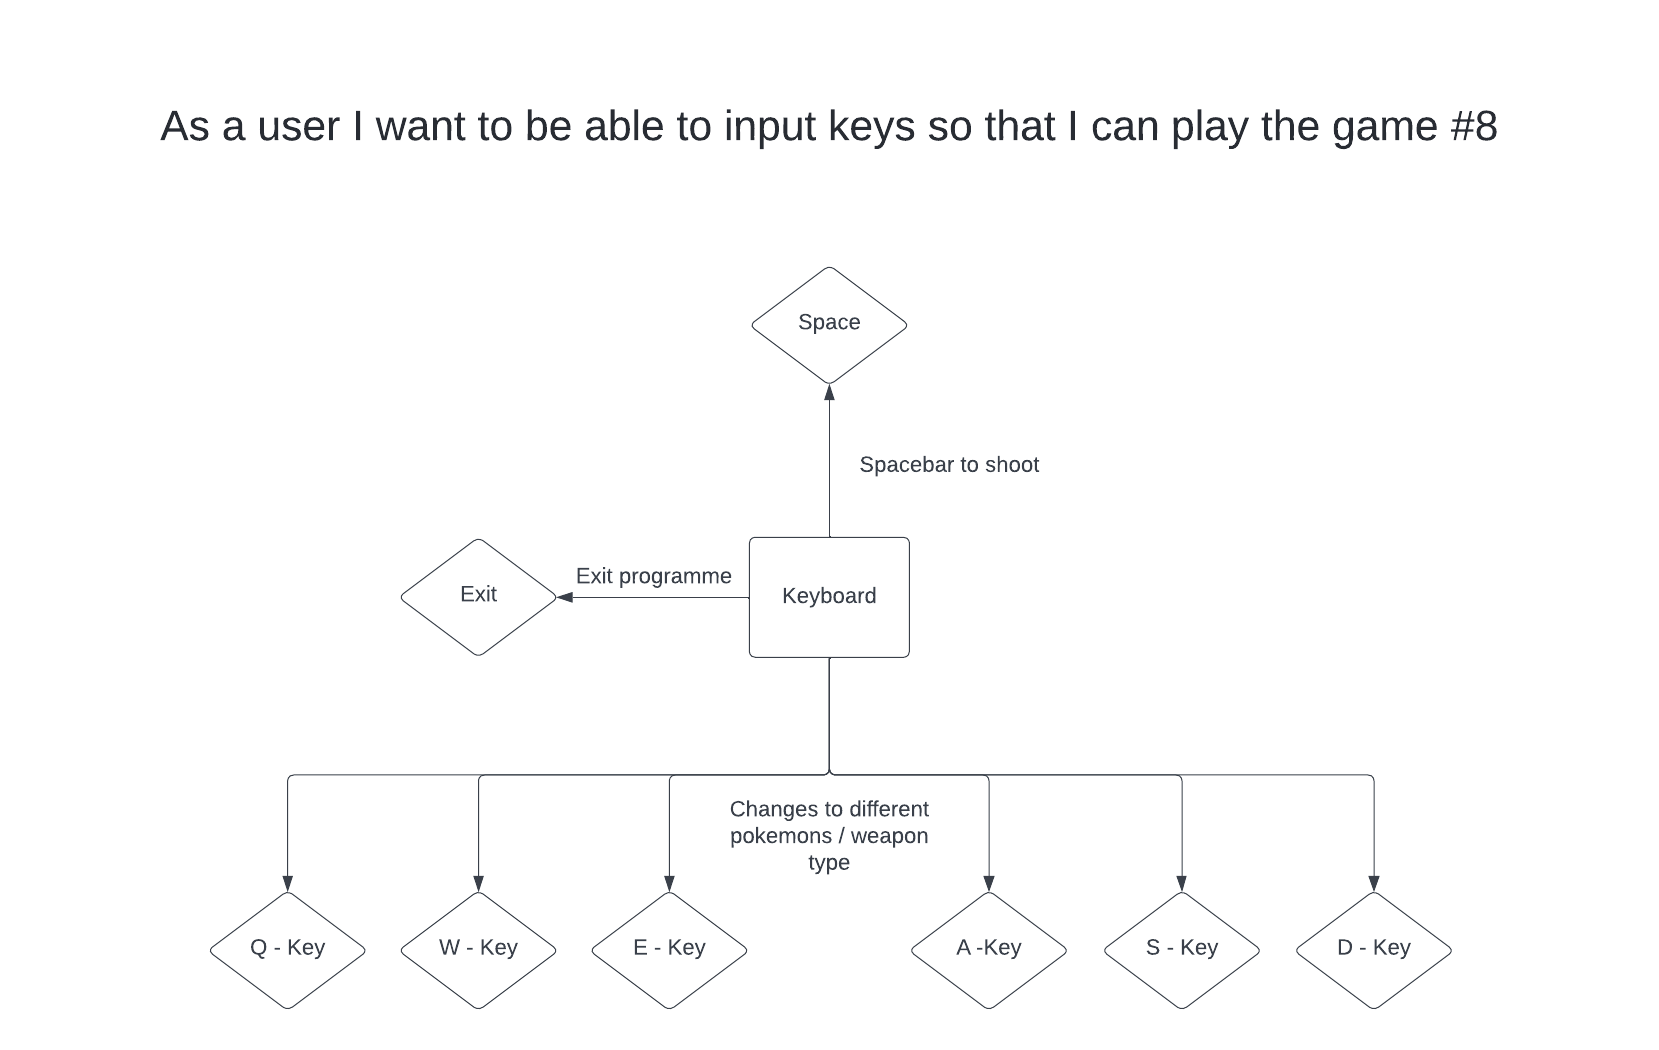 As a user I want to be able to input keys so that I can play the game #8
Space
Spacebar to shoot
Exit programme
Exit
Keyboard
Changes to different
pokemons / weapon
type
Q - Key
W - Key
E - Key
A -Key
S - Key
D - Key